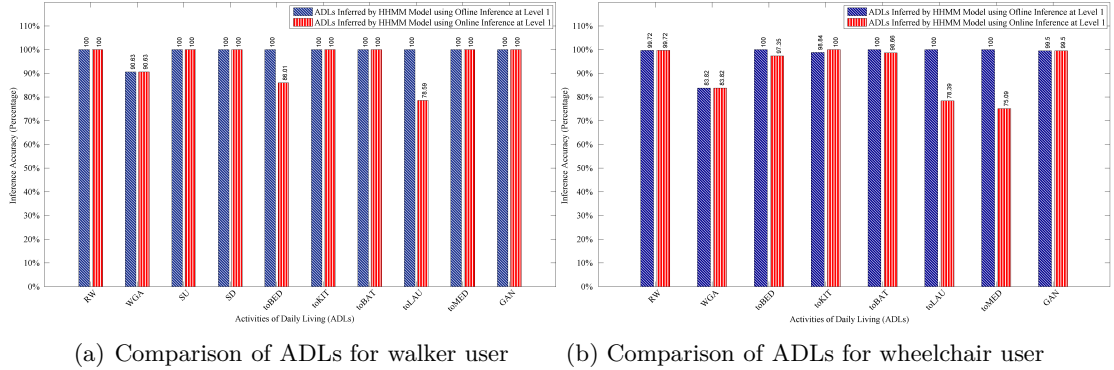 ADLs Inferred by HHMM Model using Ofline Inference at Level 1
ADLs Inferred by HHMM Model using Online Inference at Level 1
Inference Accuracy (Percentage)
110%
100%
90%
80%
70%
60%
50%
40%
30%
20%
10%
0%
100 100 90.63 90.63 100 100 100 100 100 86.01 100 100 100 100 100 78.59 100 100 100 100
RW WGA SU SD toBED toKIT toBAT toLAU toMED GAN
Activities of Daily Living (ADLs)
(a) Comparison of ADLs for walker user
ADLs Inferred by HHMM Model using Ofline Inference at Level 1
ADLs Inferred by HHMM Model using Online Inference at Level 1
Inference Accuracy (Percentage)
110%
100%
90%
80%
70%
60%
50%
40%
30%
20%
10%
0%
99.72 99.72 83.82 83.82 100 97.35 98.84 100 100 98.66 100 78.39 100 75.09 99.5 99.5
RW WGA toBED toKIT toBAT toLAU toMED GAN
Activities of Daily Living (ADLs)
(b) Comparison of ADLs for wheelchair user